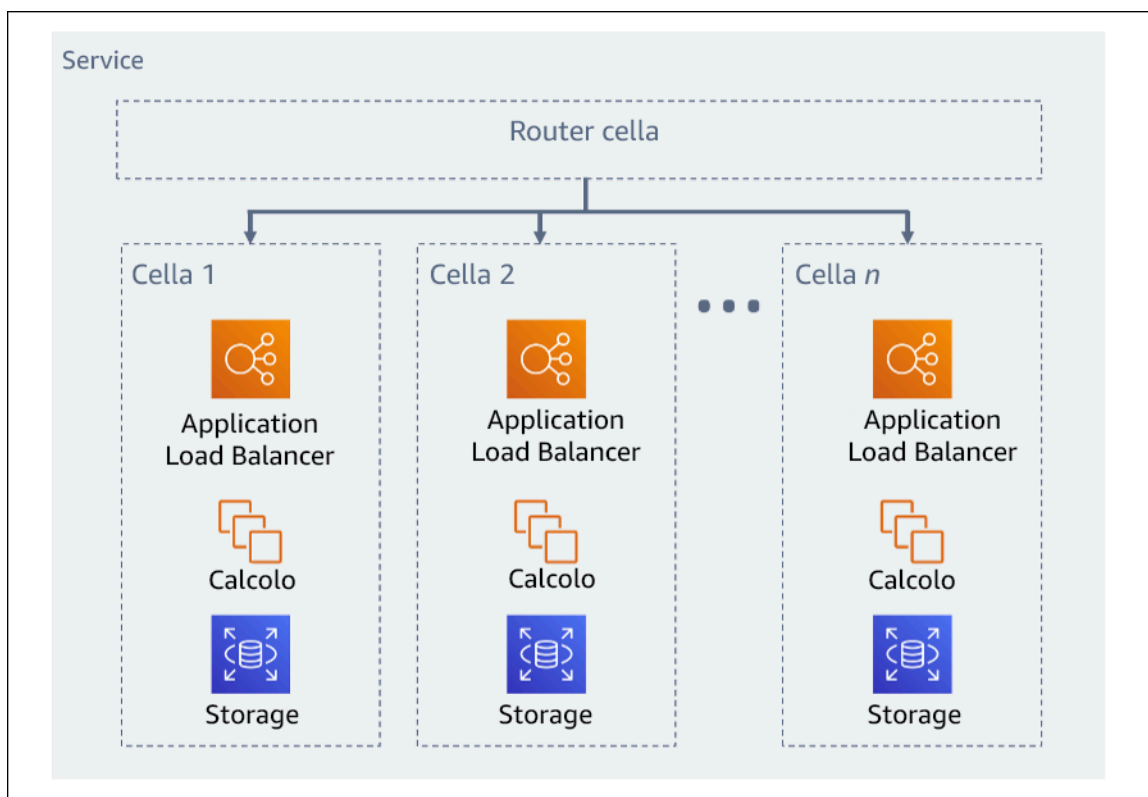 Service
Router cella
Cella 1
Application
Load Balancer
Calcolo
Storage
Cella 2
Application
Load Balancer
Calcolo
Storage
Cella n
Application
Load Balancer
Calcolo
Storage